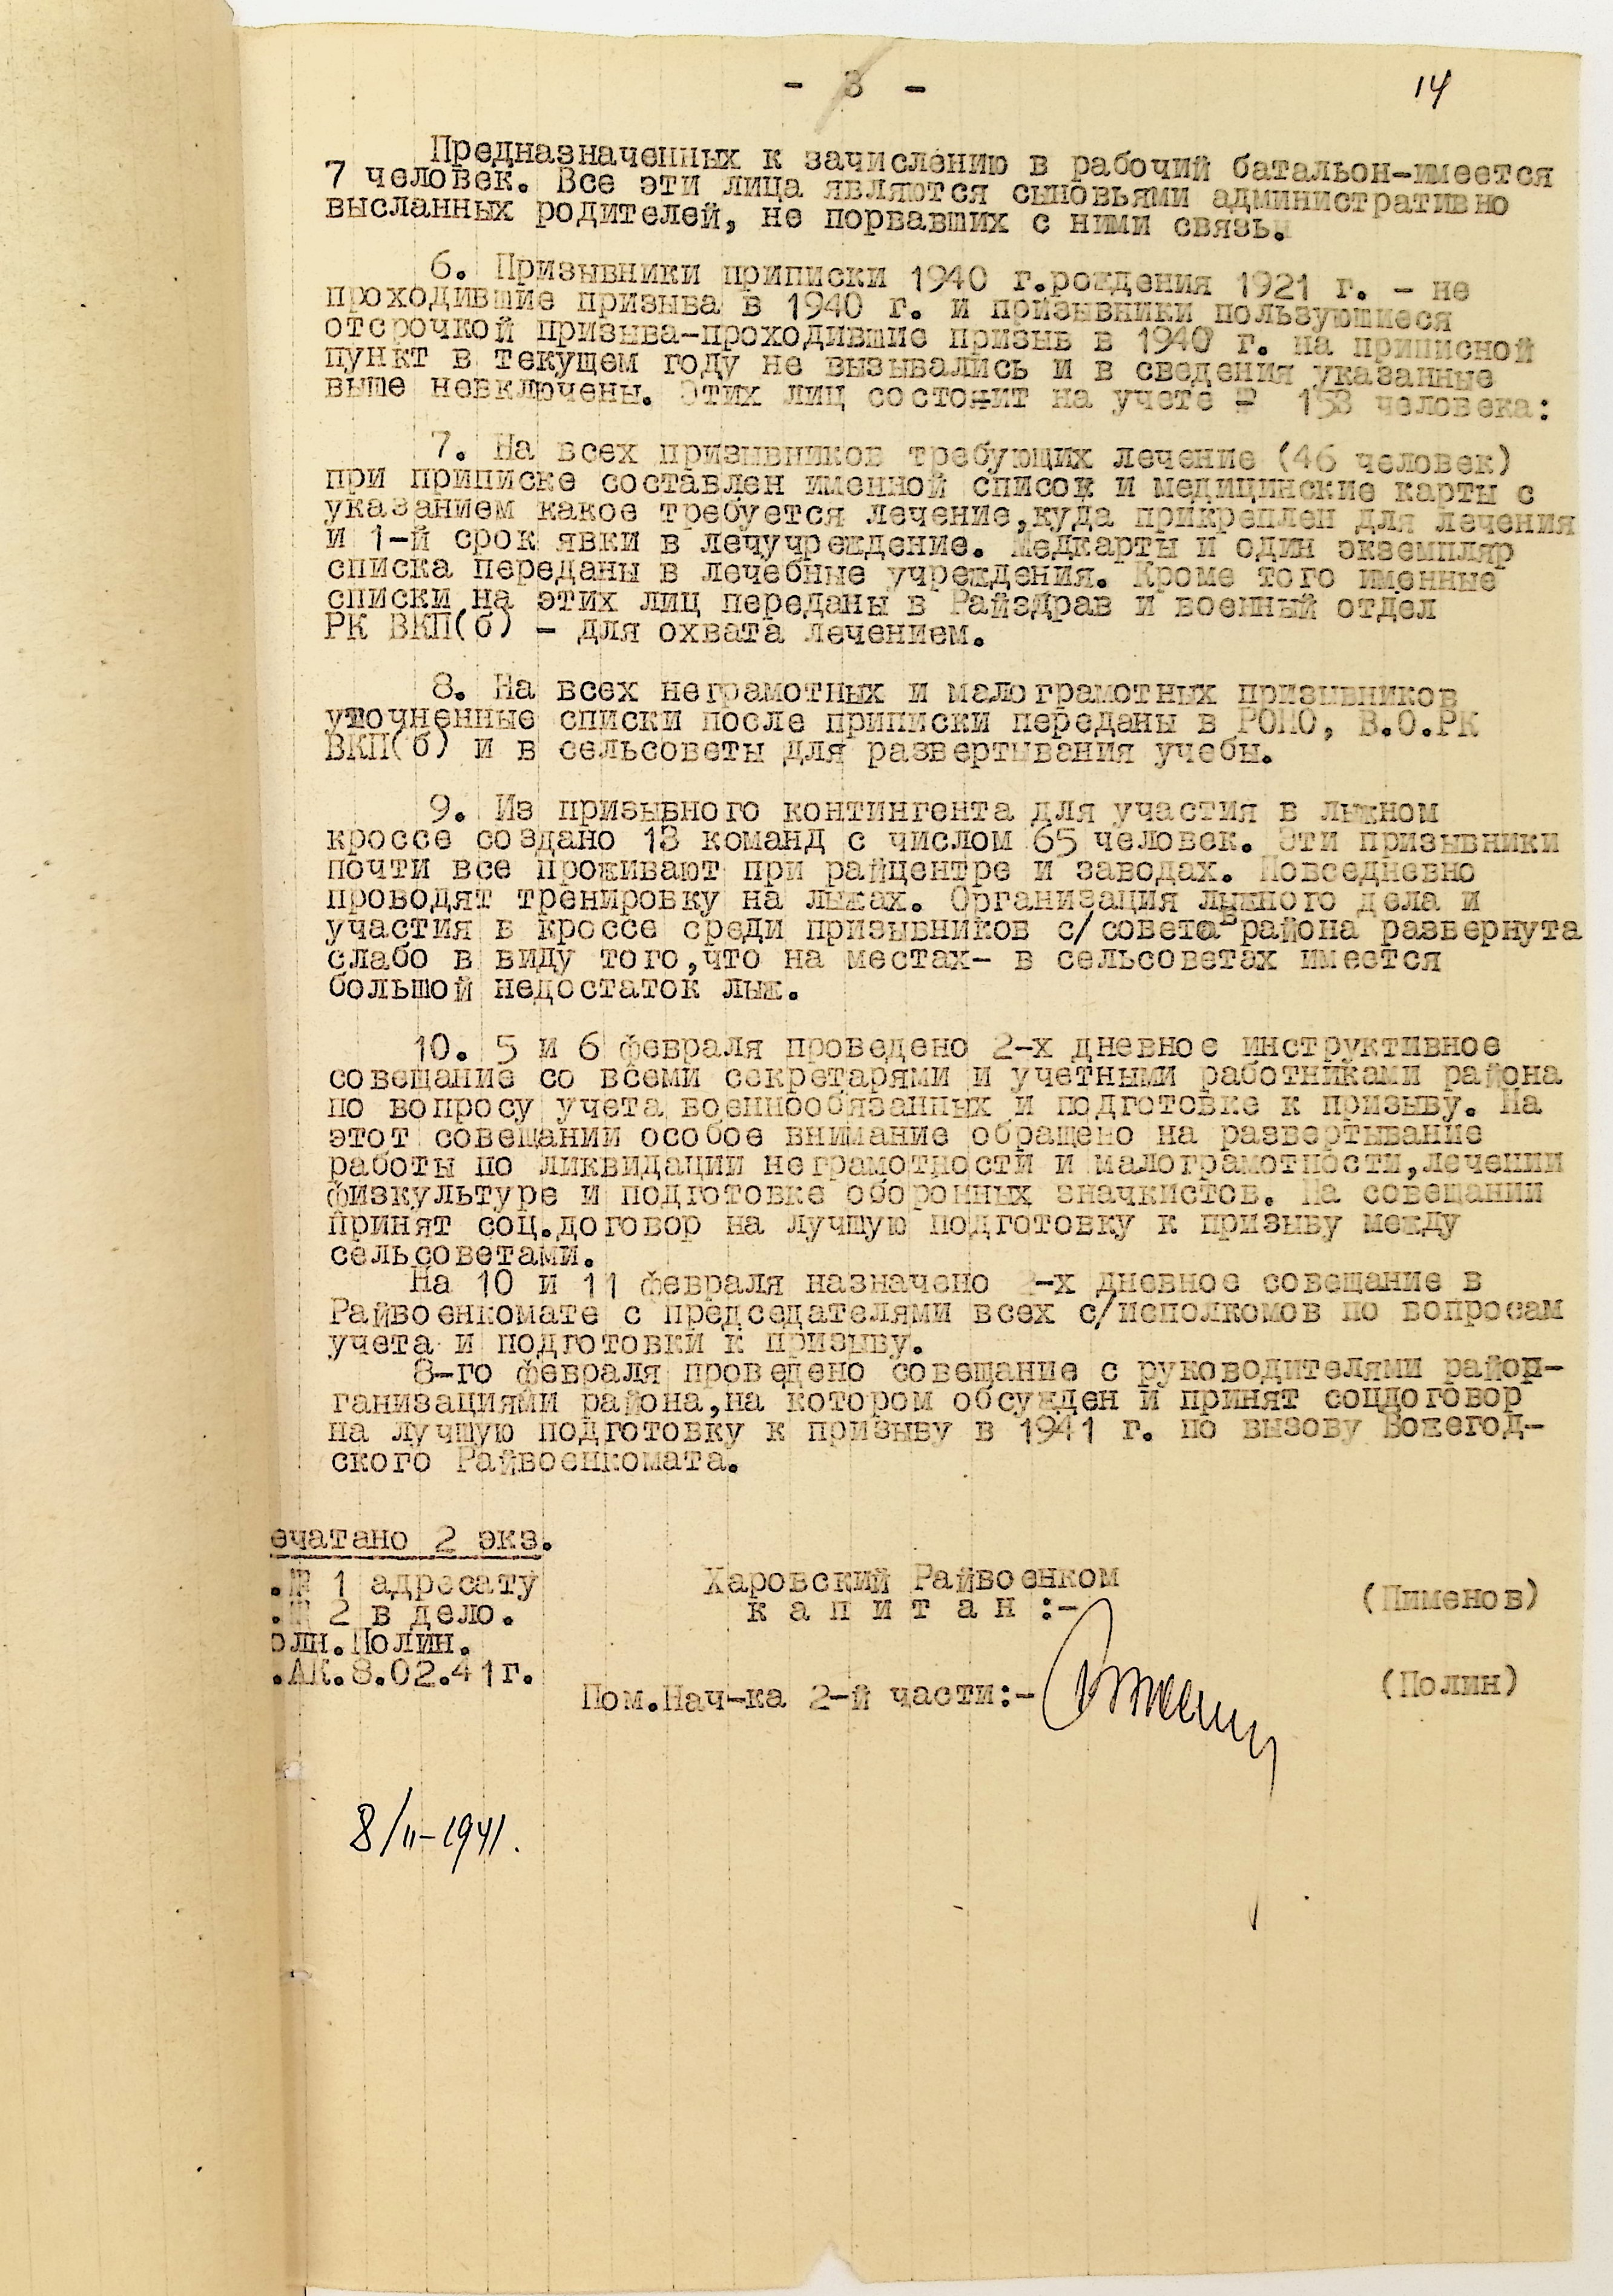 - 3 -
14
Предназначенных к зачислению в рабочий батальон-имеется
7 человек. Все эти лица являются сыновьями административно
высланных родителей, не порвавших с ними связь.
6. Призывники приписки 1940 г.рождения 1921 г. - не
проходившие призыва в 1940 г. и призывники пользующиеся
отсрочкой призыва-проходившие призыв в 1940 г. на приписной
пункт в текущем году не вызывались и в сведения указанные
выше невключены. Этих лиц состоит на учете 153 человека:
7. На всех призывников требующих лечение (46 человек)
при приписке составлен именной список и медицинские карты с
указанием какое требуется лечение,куда прикреплен для лечения
и 1-й срок явки в лечучреждение. Медкарты и один экземпляр
списка переданы в лечебные учреждения. Кроме того именные
списки на этих лиц переданы в Райздрав и военный отдел
РК ВКП(б) - для охвата лечением.
8. На всех неграмотных и малограмотных призывников
уточненные списки после приписки переданы в РОНО, В.О.РК
ВКП(б) и в сельсоветы для развертывания учебы.
9. Из призывного контингента для участия в лыжном
кроссе создано 13 команд с числом 65 человек. Эти призывники
почти все проживают при райцентре и заводах. Повседневно
проводят тренировку на лыжах. Организация лыжного дела и
участия в кроссе среди призывников с/советов района развернута
слабо в виду того,что на местах- в сельсоветах имеется
большой недостаток лыж.
10. 5 и 6 февраля проведено 2-х дневное инструктивное
совещание со всеми секретарями и учетными работниками района
по вопросу учета военнообязанных и подготовке к призыву. На
этот совещании особое внимание обращено на развертывание
работы по ликвидации неграмотности и малограмотности,лечении
физкультуре и подготовке оборонных значкистов. На совещании
принят соц.договор на лучшую подготовку к призыву между
сельсоветами.
На 10 и 11 февраля назначено 2-х дневное совещание в
Райвоенкомате с председателями всех с/исполкомов по вопросам
учета и подготовки к призыву.
8-го февраля проведено совещание с руководителями райор-
ганизациями района,на котором обсужден и принят соцдоговор
на лучшую подготовку к призыву в 1941 г. по вызову Вожегод-
ского Райвоенкомата.
ечатано 2 экз.
.№ 1 адресату
.№ 2 в дело.
олн.Полин.
.АК.8.02.41г.
Харовский Райвоенком
к а п и т а н :-
(Пименов)
Пом.Нач-ка 2-й части:-
(Полин)
8/II-1941.